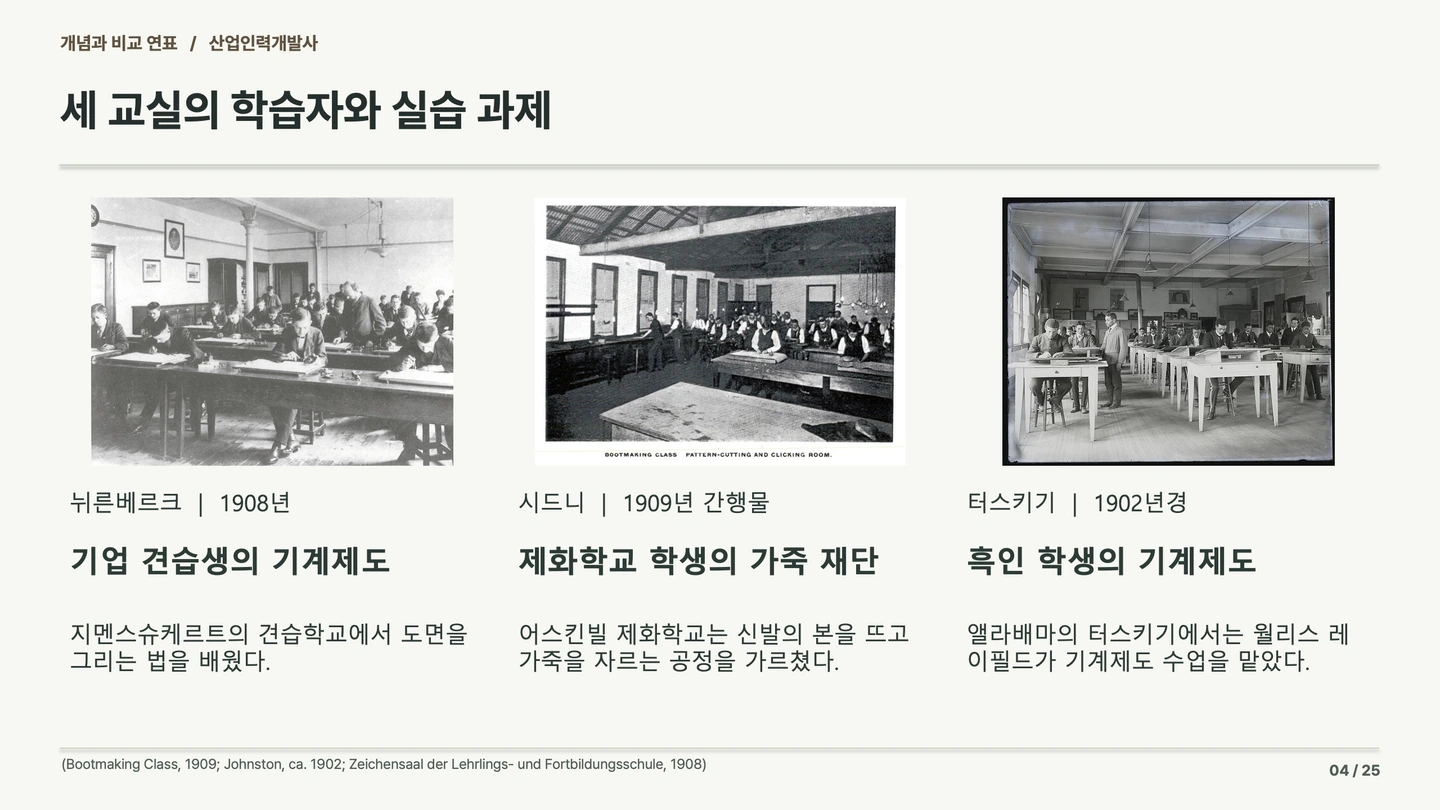 개념과 비교 연표 / 산업인력개발사
세 교실의 학습자와 실습 과제
BOOTMAKING CLASS PATTERN-CUTTING AND CLICKING ROOM.
뉘른베르크 | 1908년
기업 견습생의 기계제도
지멘스슈케르트의 견습학교에서 도면을
그리는 법을 배웠다.
시드니 | 1909년 간행물
제화학교 학생의 가죽 재단
어스킨빌 제화학교는 신발의 본을 뜨고
가죽을 자르는 공정을 가르쳤다.
터스키기 | 1902년경
흑인 학생의 기계제도
앨라배마의 터스키기에서는 월리스 레
이필드가 기계제도 수업을 맡았다.
(Bootmaking Class, 1909; Johnston, ca. 1902; Zeichensaal der Lehrlings- und Fortbildungsschule, 1908)
04 / 25